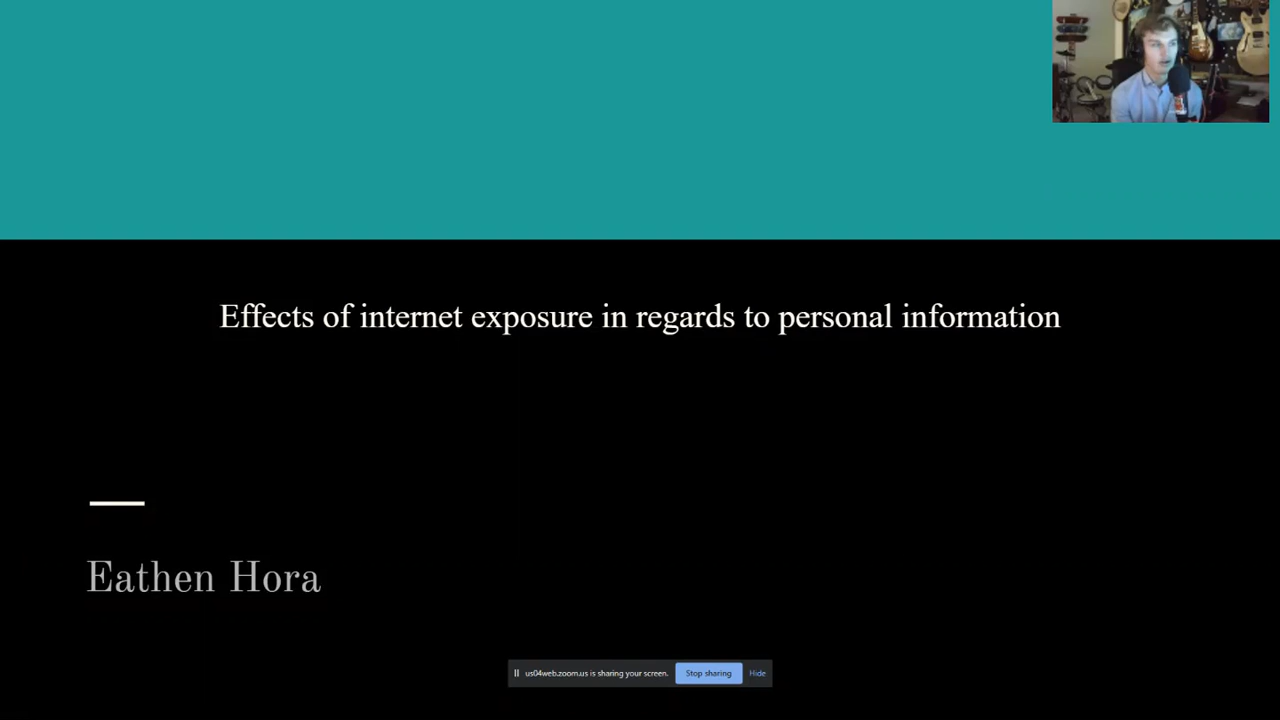 Effects of internet exposure in regards to personal information
Eathen Hora
us04web.zoom.us is sharing your screen. Stop sharing Hide